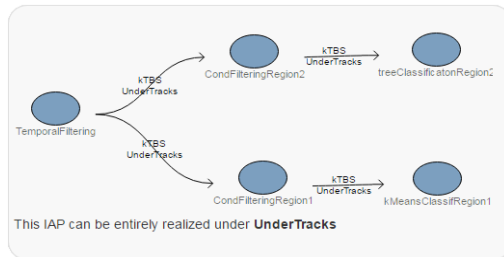 kTBS
UnderTracks
CondFilteringRegion2
kTBS
UnderTracks
treeClassificatonRegion2
TemporalFiltering
kTBS
UnderTracks
CondFilteringRegion1
kTBS
UnderTracks
kMeansClassifRegion1
This IAP can be entirely realized under UnderTracks